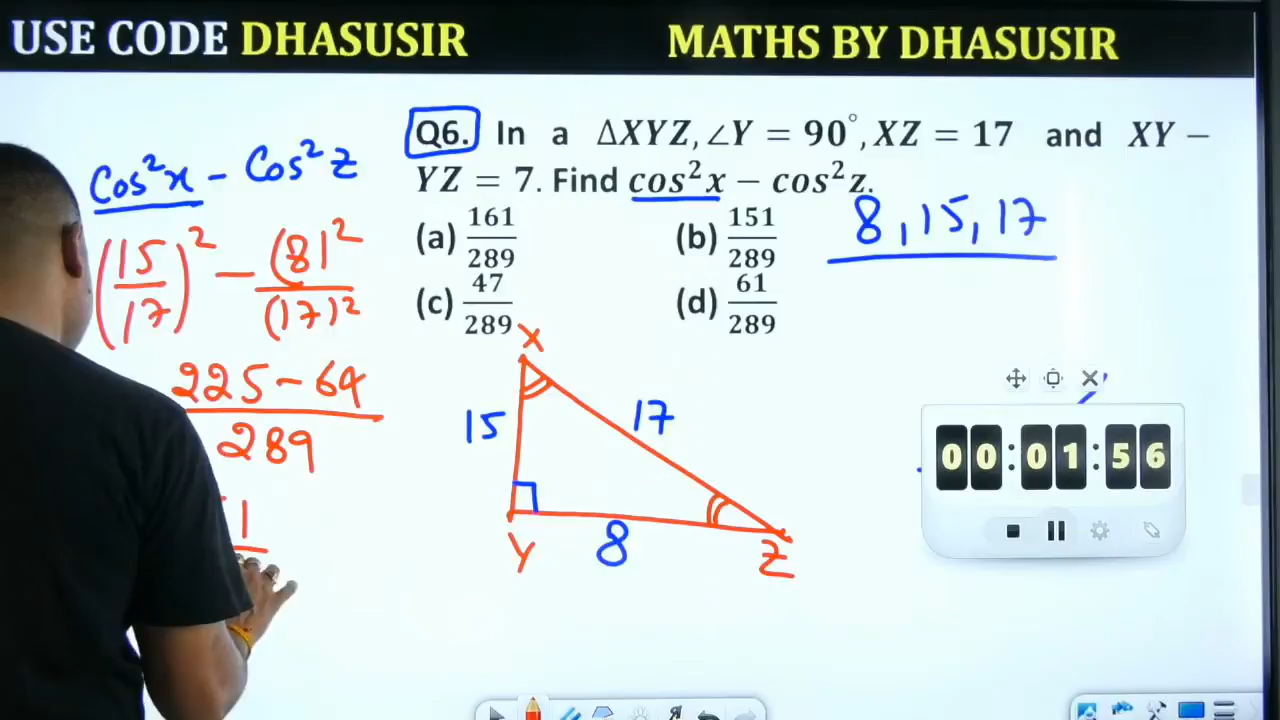 USE CODE DHASUSIR
MATHS BY DHASUSIR
Q6. In a ΔXYZ, ∠Y = 90°, XZ = 17 and XY −
YZ = 7. Find cos²x − cos²z.
(a) 161/289 (b) 151/289
(c) 47/289 (d) 61/289
8, 15, 17
Cos²x - Cos²z
(15/17)² - (8)²/(17)²
225 - 64
289
1
X
15
17
Y
8
Z
00:01:56